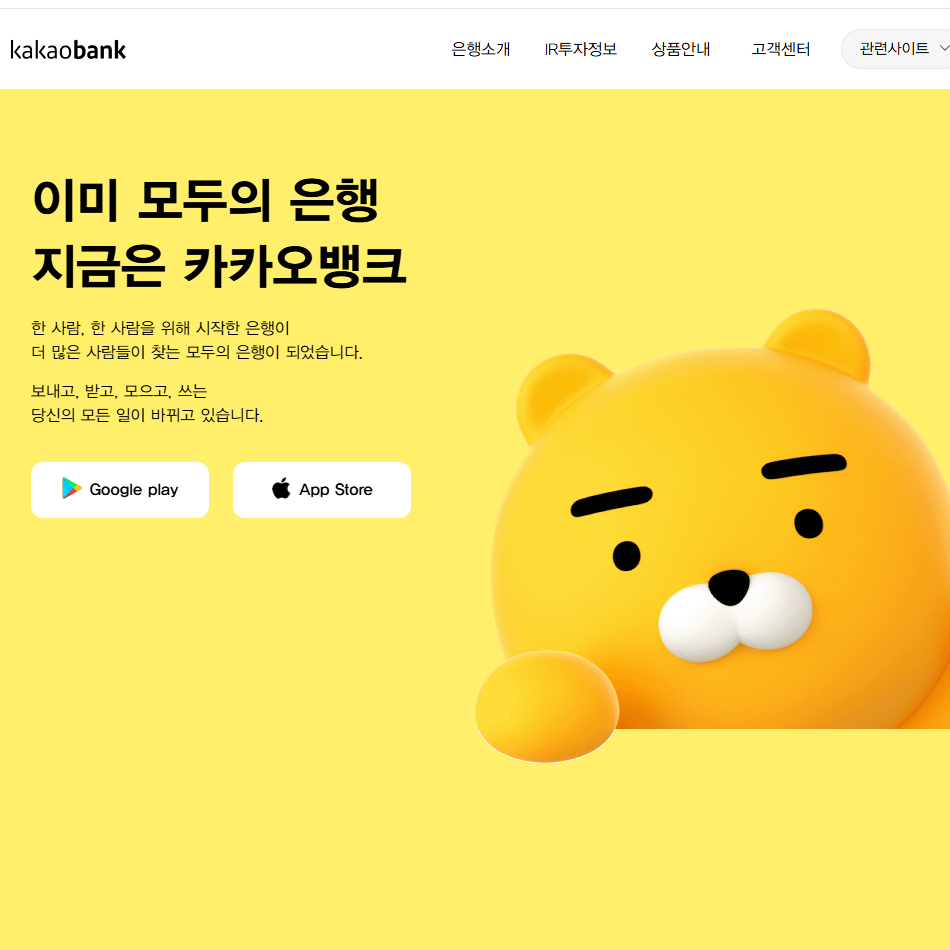 kakaobank
은행소개
IR투자정보
상품안내
고객센터
관련사이트
이미 모두의 은행
지금은 카카오뱅크
한 사람, 한 사람을 위해 시작한 은행이
더 많은 사람들이 찾는 모두의 은행이 되었습니다.
보내고, 받고, 모으고, 쓰는
당신의 모든 일이 바뀌고 있습니다.
Google play
App Store